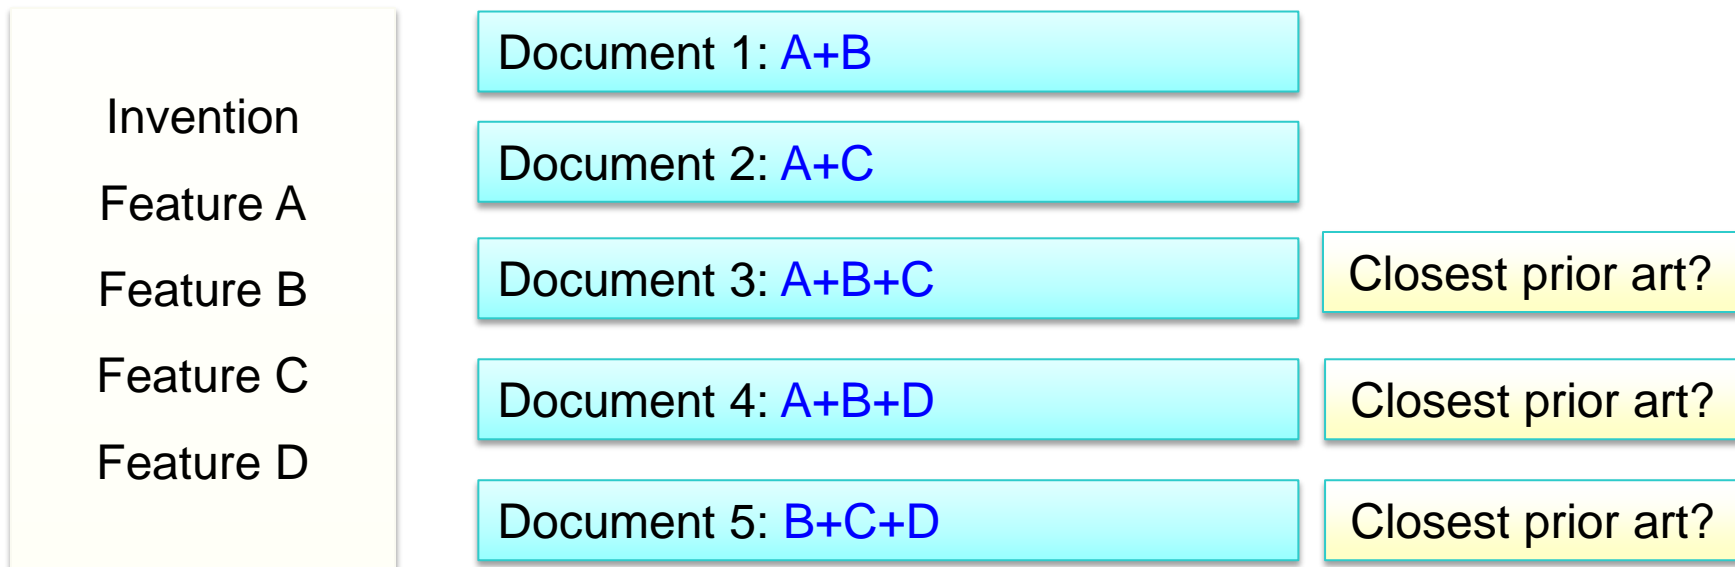 Invention
Feature A
Feature B
Feature C
Feature D
Document 1: A+B
Document 2: A+C
Document 3: A+B+C
Closest prior art?
Document 4: A+B+D
Closest prior art?
Document 5: B+C+D
Closest prior art?